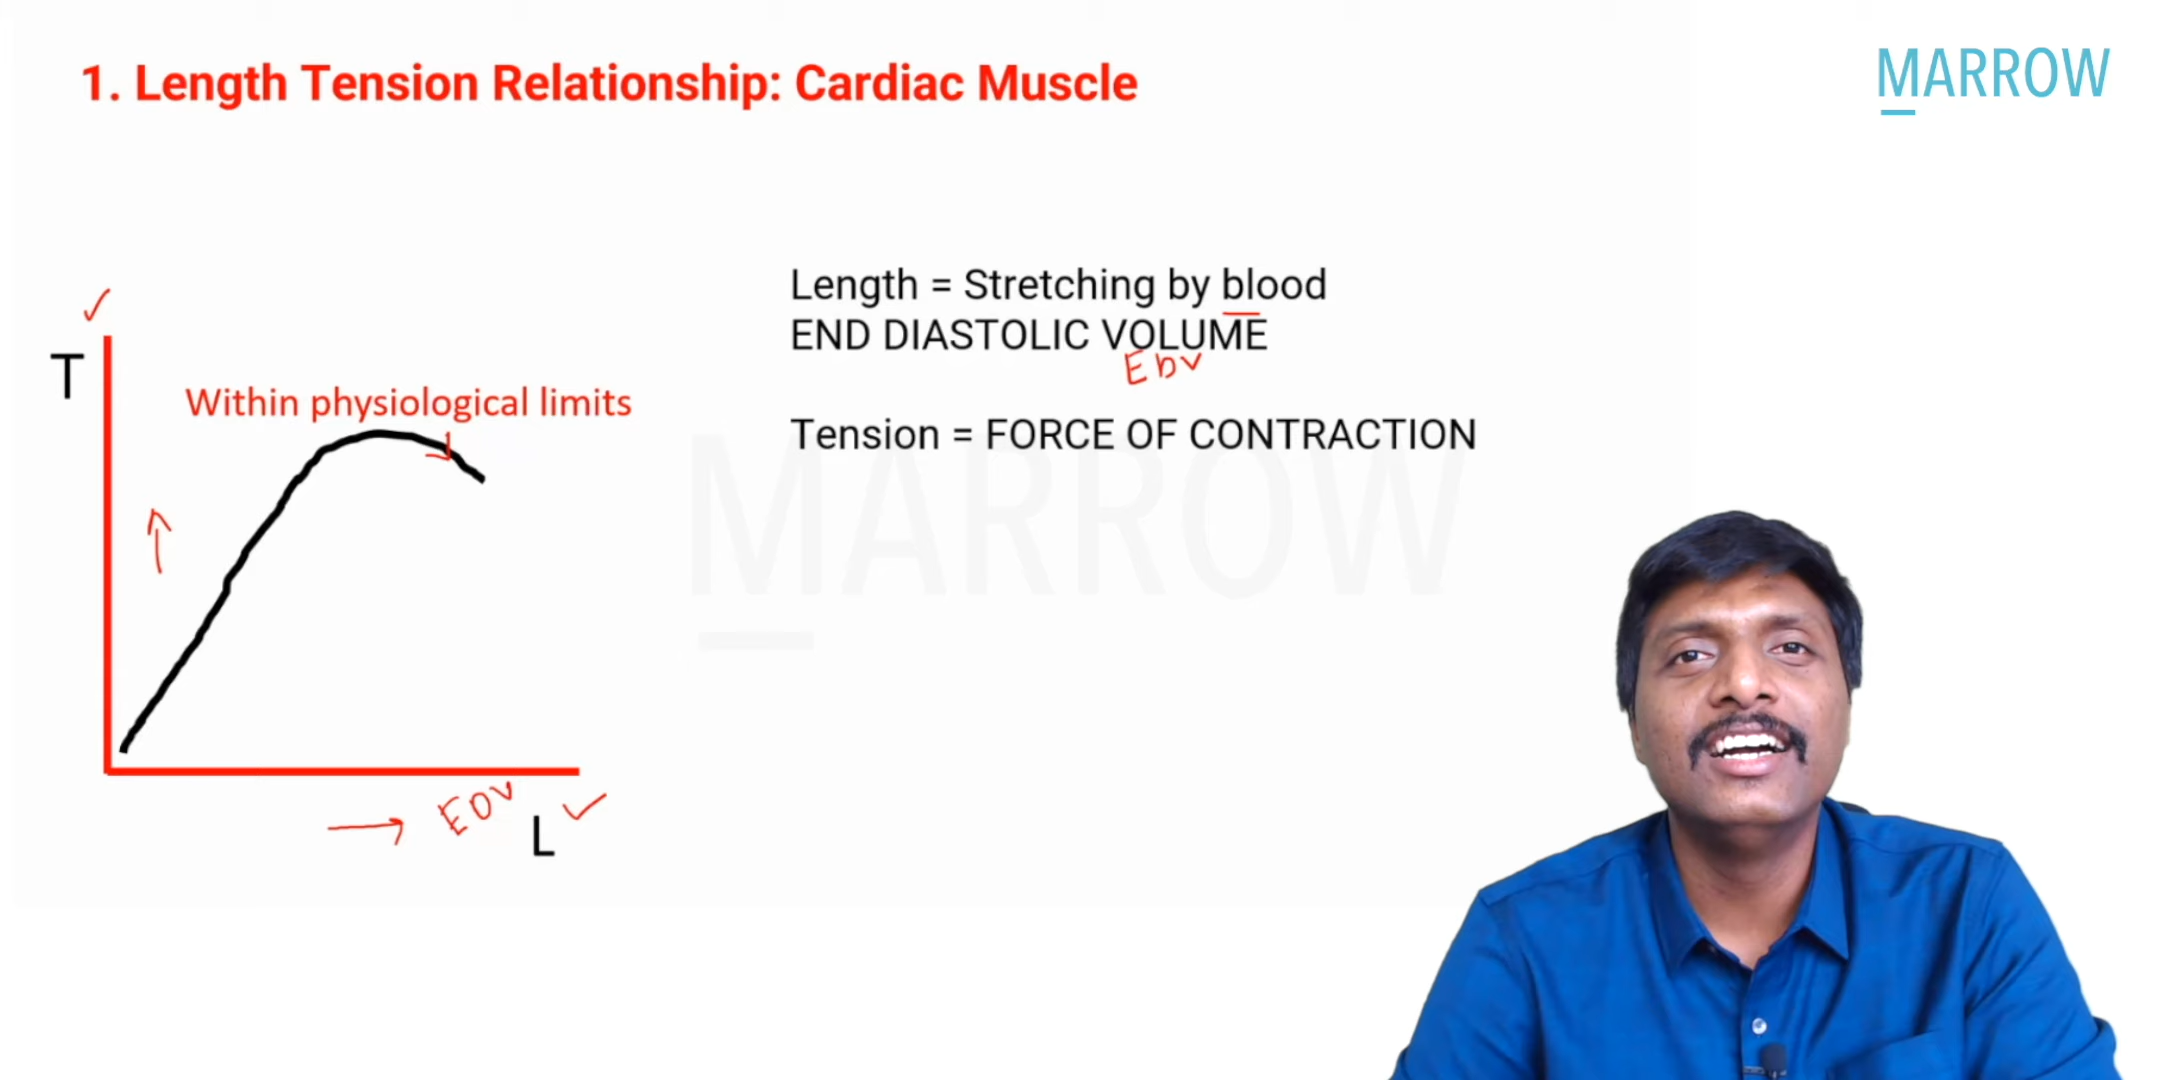 1. Length Tension Relationship: Cardiac Muscle
MARROW
Length = Stretching by blood
END DIASTOLIC VOLUME
EDV
T
Within physiological limits
Tension = FORCE OF CONTRACTION
MARROW
EDV
L